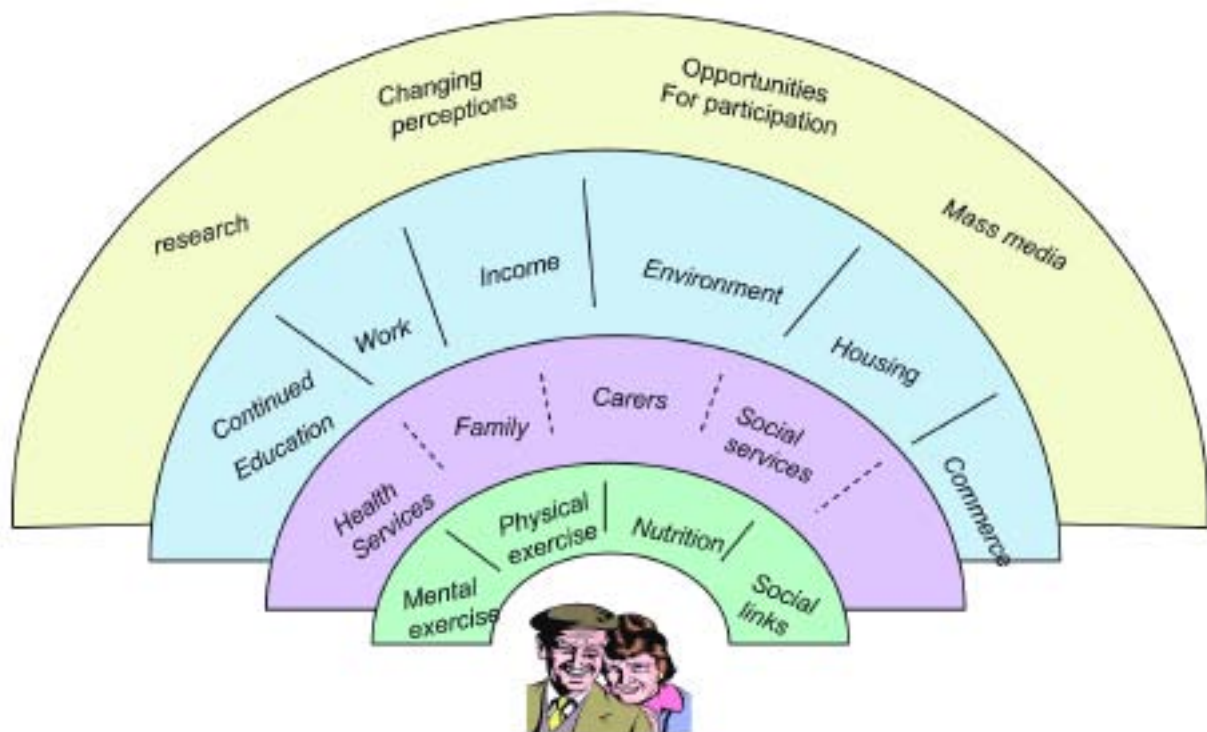 Changing
perceptions
Opportunities
For participation
research
Mass media
Continued
Education
Work
Income
Environment
Housing
Commerce
Health
Services
Family
Carers
Social
services
Mental
exercise
Physical
exercise
Nutrition
Social
links